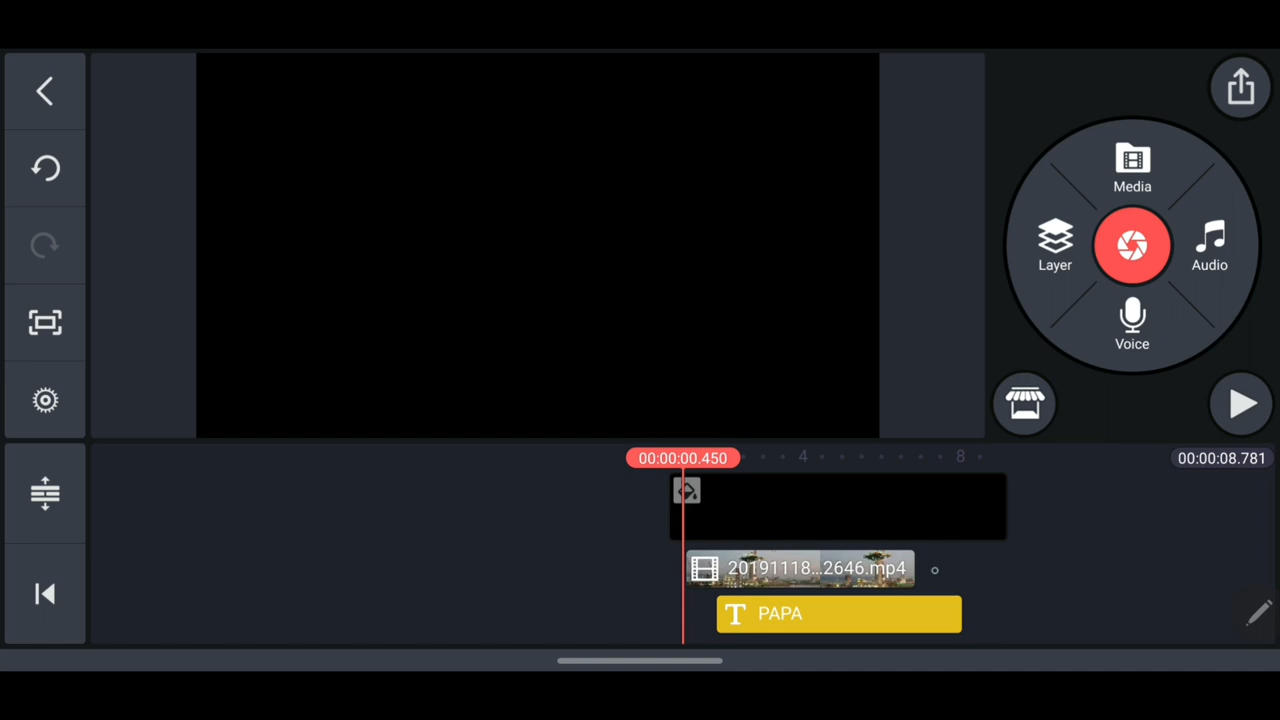 Media
Layer
Audio
Voice
00:00:00.450
4
8
00:00:08.781
20191118...2646.mp4
T PAPA